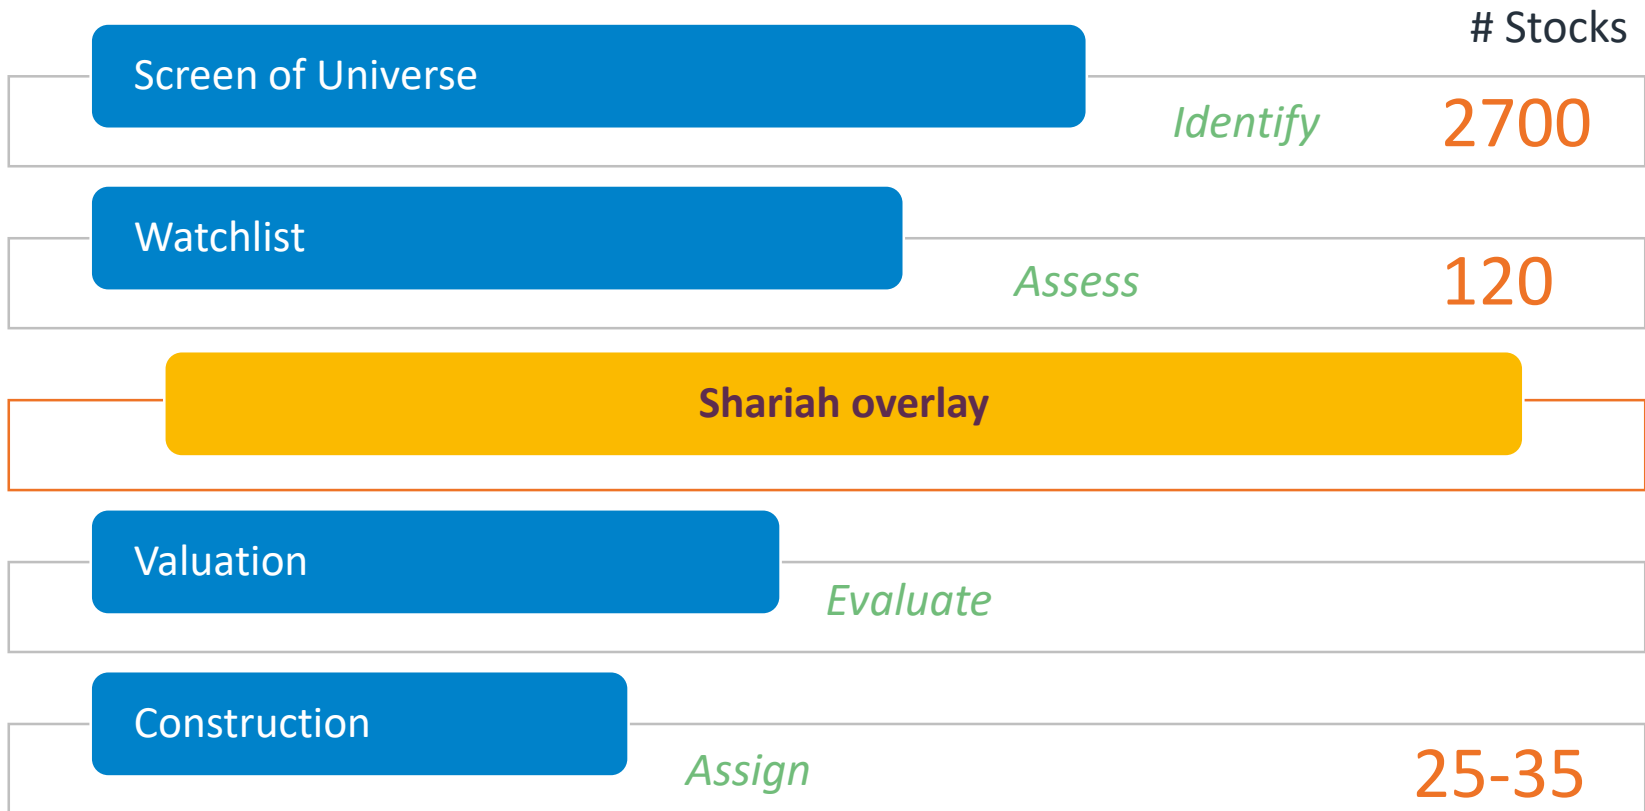 # Stocks
Screen of Universe
Identify
2700
Watchlist
Assess
120
Shariah overlay
Valuation
Evaluate
Construction
Assign
25-35